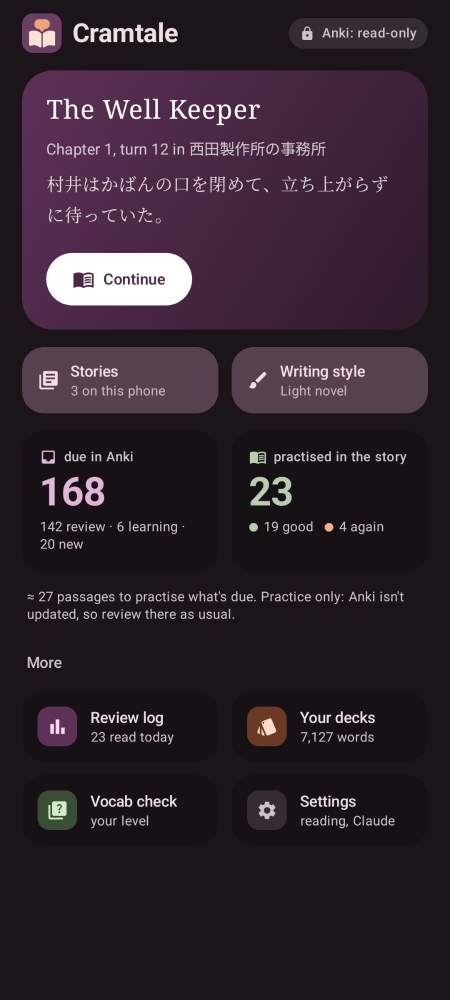 Cramtale
Anki: read-only
The Well Keeper
Chapter 1, turn 12 in 西田製作所の事務所
村井はかばんの口を閉めて、立ち上がらず
に待っていた。
Continue
Stories
3 on this phone
Writing style
Light novel
due in Anki
168
142 review · 6 learning ·
20 new
practised in the story
23
19 good
4 again
≈ 27 passages to practise what's due. Practice only: Anki isn't
updated, so review there as usual.
More
Review log
23 read today
Your decks
7,127 words
Vocab check
your level
Settings
reading, Claude